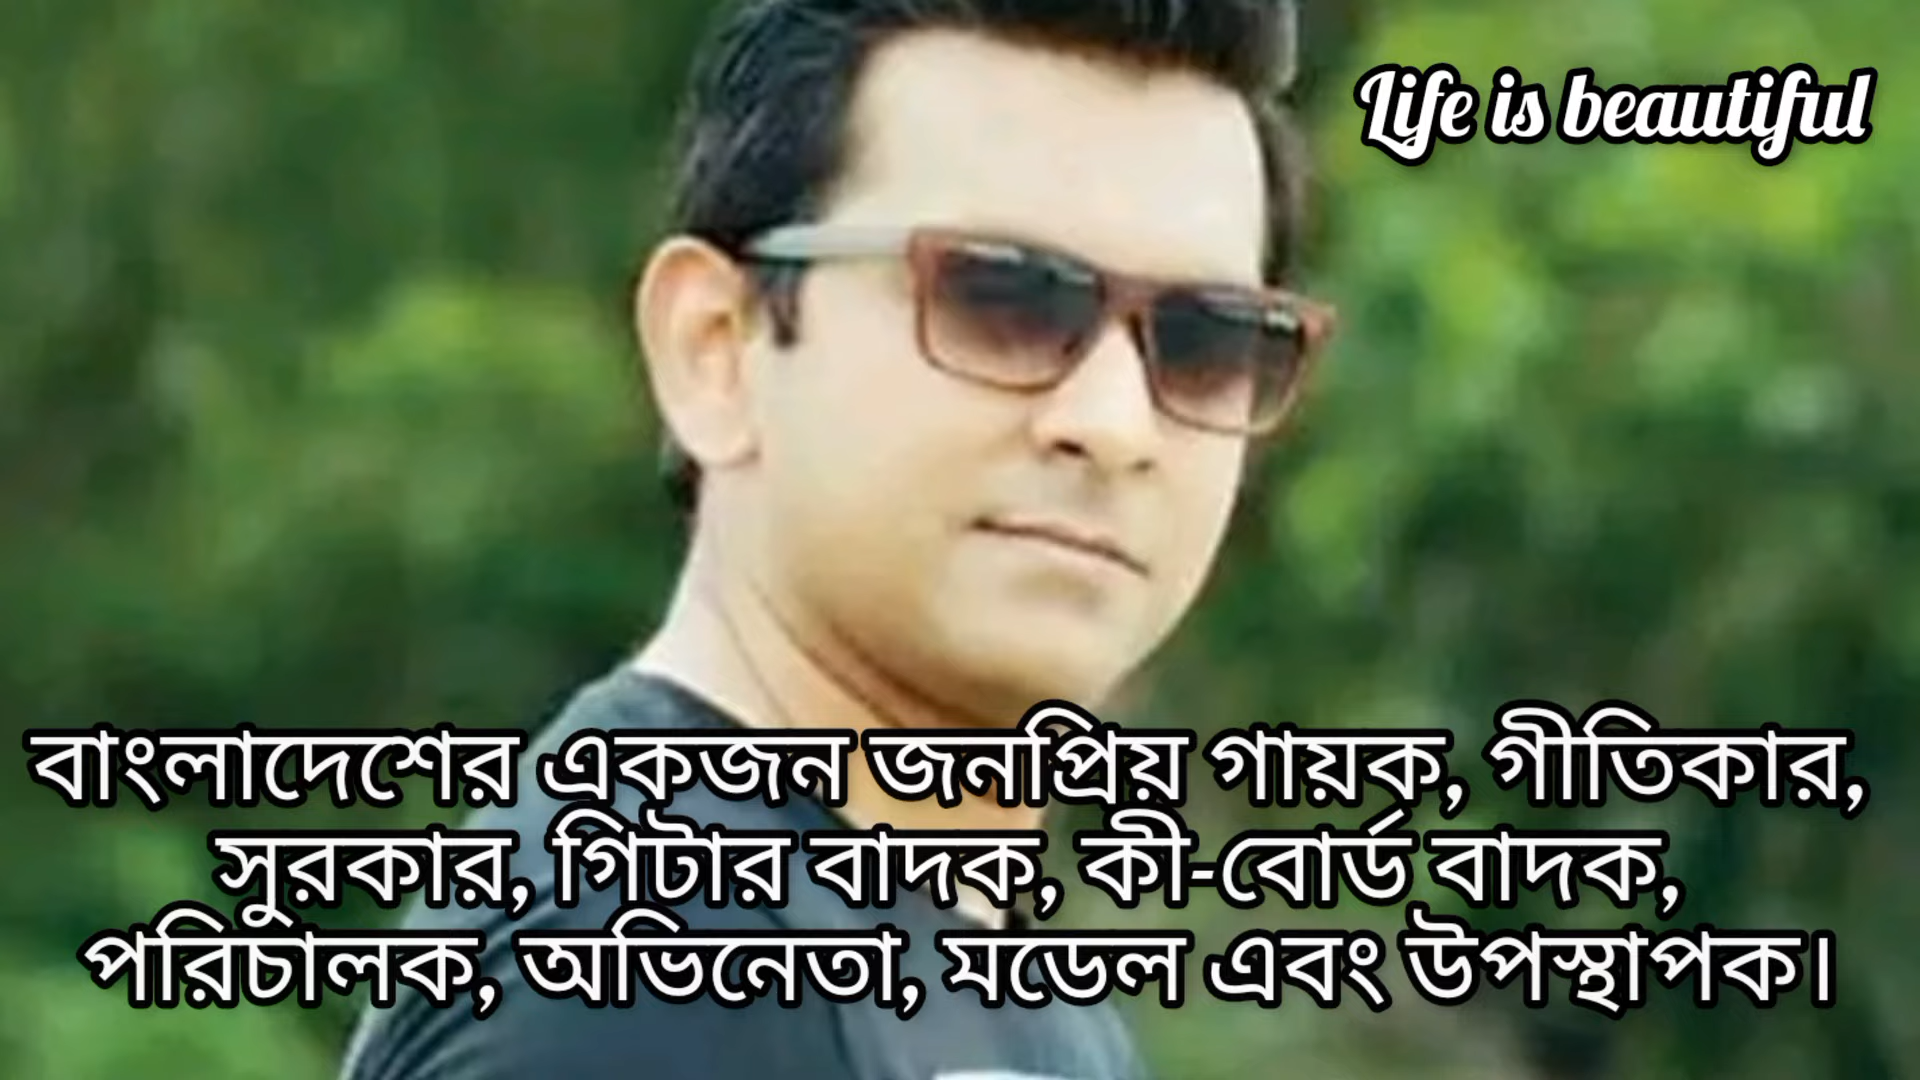 Life is beautiful
বাংলাদেশের একজন জনপ্রিয় গায়ক, গীতিকার,
সুরকার, গিটার বাদক, কী-বোর্ড বাদক,
পরিচালক, অভিনেতা, মডেল এবং উপস্থাপক।